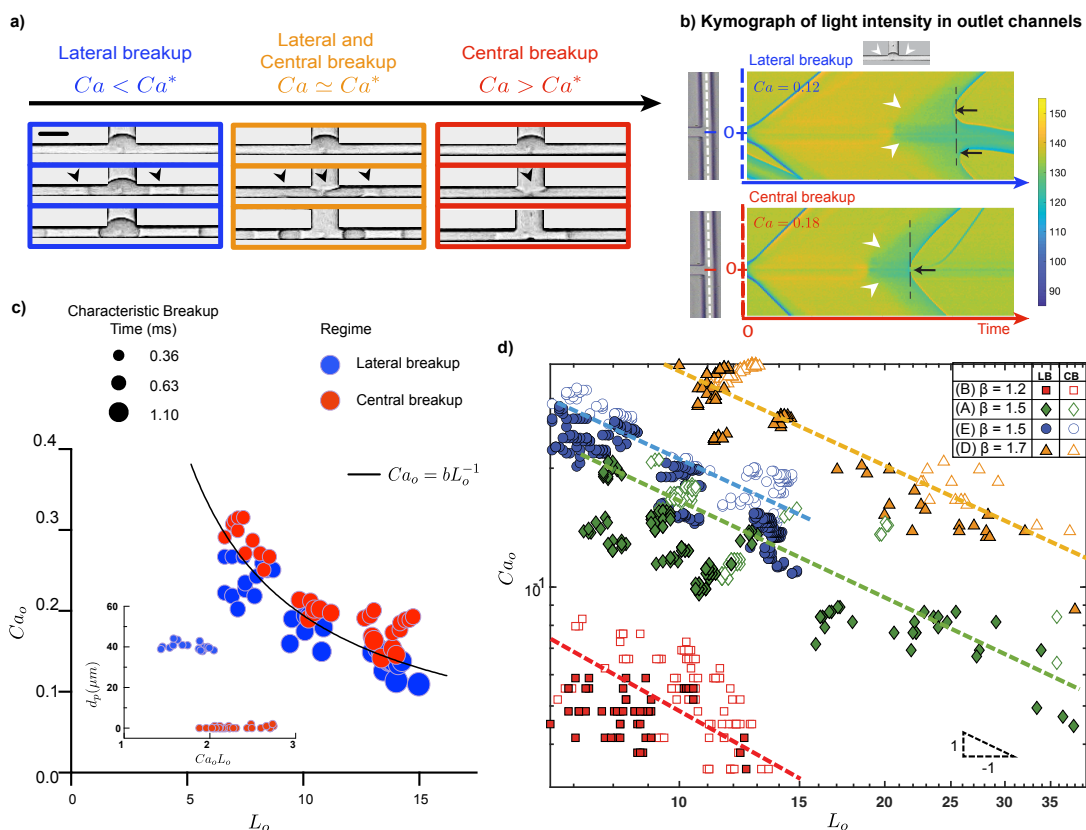 a)
Lateral breakup
Ca < Ca*
Lateral and
Central breakup
Ca ≃ Ca*
Central breakup
Ca > Ca*
b) Kymograph of light intensity in outlet channels
Lateral breakup
Ca = 0.12
0
Central breakup
Ca = 0.18
0
0
Time
150
140
130
120
110
100
90
c)
Characteristic Breakup
Time (ms)
0.36
0.63
1.10
Regime
Lateral breakup
Central breakup
Ca_o = bL_o^{-1}
0.4
0.3
0.2
0.1
0.0
Ca_o
0
5
10
15
L_o
60
40
20
0
d_p(μm)
1
2
3
Ca_oL_o
d)
LB CB
(B) β = 1.2
(A) β = 1.5
(E) β = 1.5
(D) β = 1.7
10^{-1}
Ca_o
1
-1
10
15
20
25
30
35
L_o